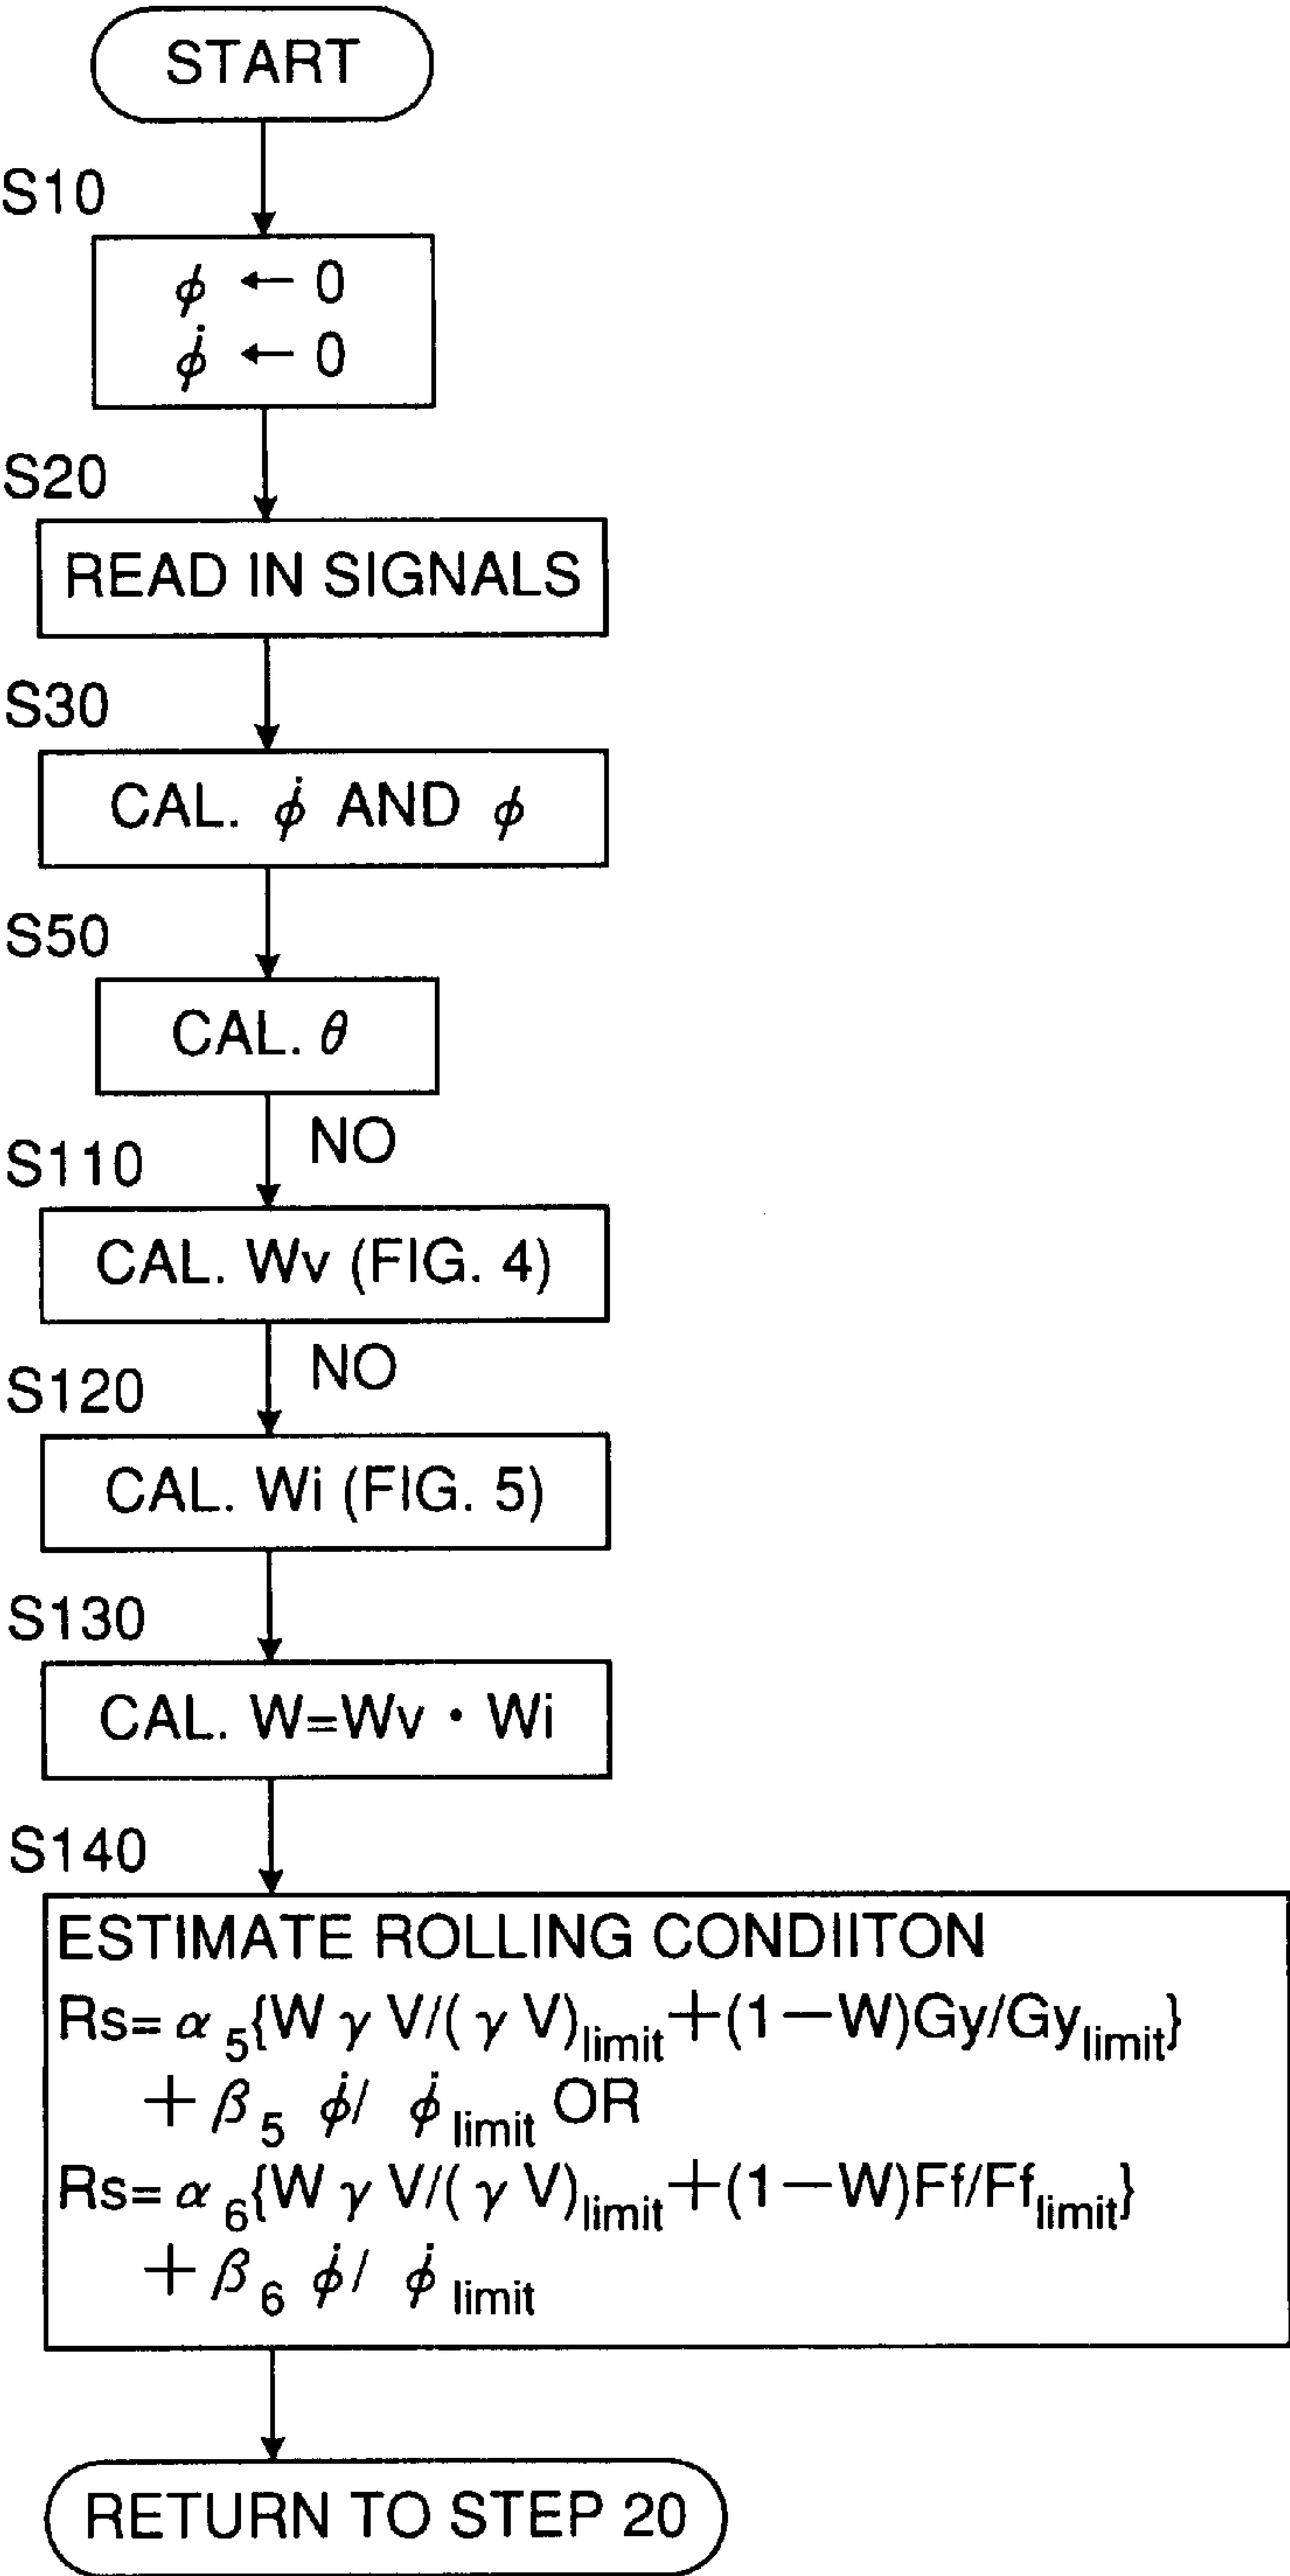 START
S10
ϕ ← 0
ϕ̇ ← 0
S20
READ IN SIGNALS
S30
CAL. ϕ̇ AND ϕ
S50
CAL. θ
NO
S110
CAL. Wv (FIG. 4)
NO
S120
CAL. Wi (FIG. 5)
S130
CAL. W=Wv · Wi
S140
ESTIMATE ROLLING CONDIITON
Rs= α5{W γ V/( γ V)limit+(1−W)Gy/Gylimit}
+ β5 ϕ̇/ ϕ̇limit OR
Rs= α6{W γ V/( γ V)limit+(1−W)Ff/Fflimit}
+ β6 ϕ̇/ ϕ̇limit
RETURN TO STEP 20